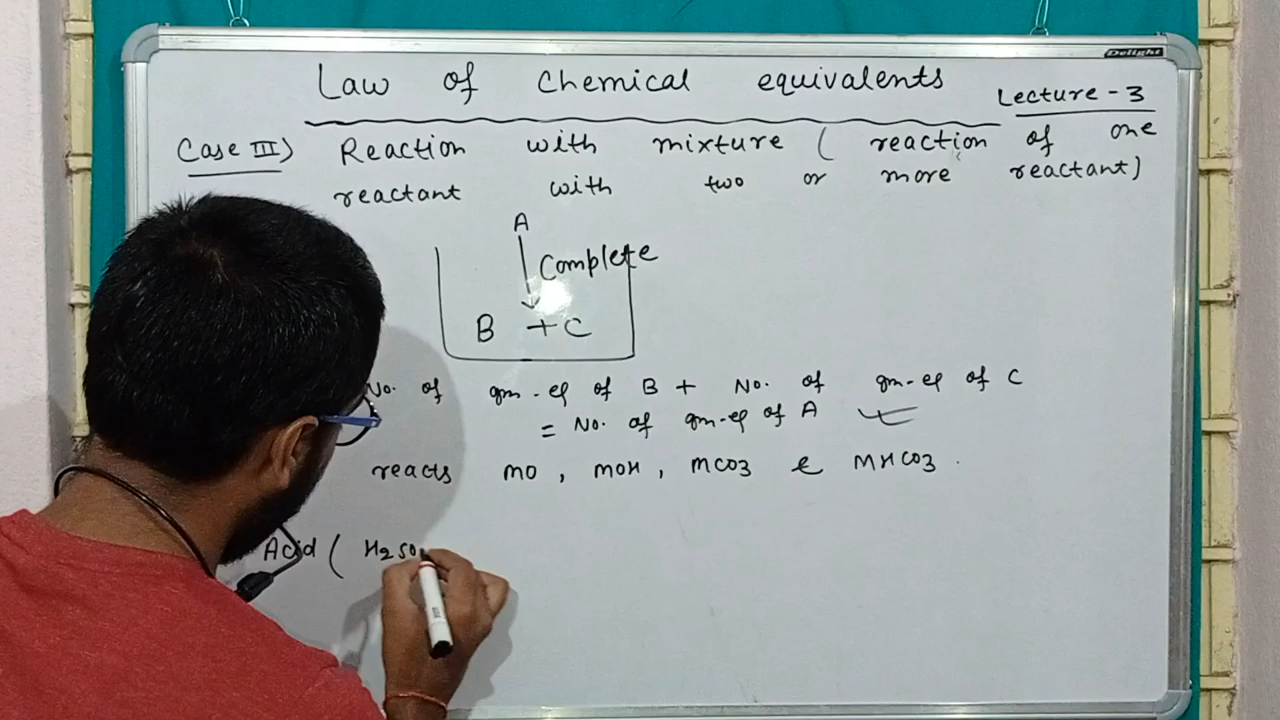 Delight
Law of chemical equivalents
Lecture - 3
Case III) Reaction with mixture ( reaction of one
reactant with two or more reactant)
A
Complete
B + C
No. of gm-eq of B + No. of gm-eq of C
= No. of gm-eq of A
reacts MO , MOH , MCO3 & MHCO3 .
Acid ( H2SO